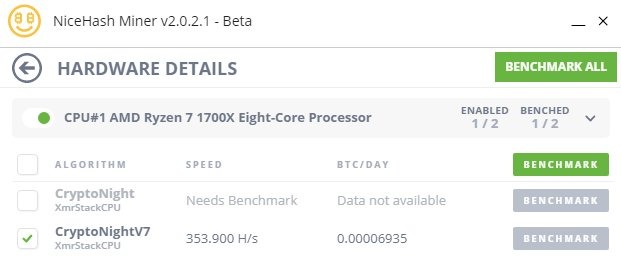 NiceHash Miner v2.0.2.1 - Beta
HARDWARE DETAILS
BENCHMARK ALL
CPU#1 AMD Ryzen 7 1700X Eight-Core Processor
ENABLED BENCHED
1 / 2 1 / 2
ALGORITHM SPEED BTC/DAY BENCHMARK
CryptoNight Needs Benchmark Data not available BENCHMARK
XmrStackCPU
CryptoNightV7 353.900 H/s 0.00006935 BENCHMARK
XmrStackCPU